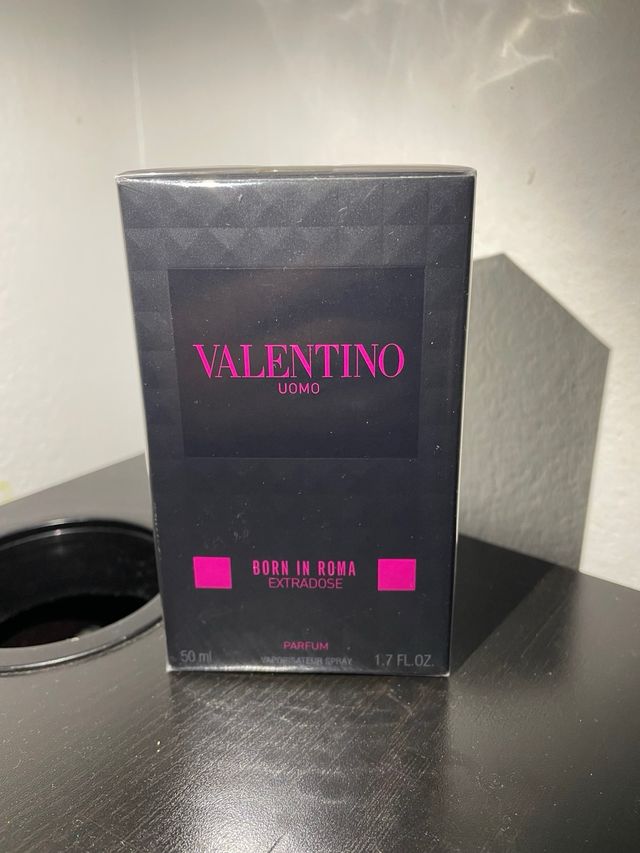 VALENTINO
UOMO
BORN IN ROMA
EXTRADOSE
PARFUM
50 ml VAPORISATEUR SPRAY 1.7 FL.OZ.